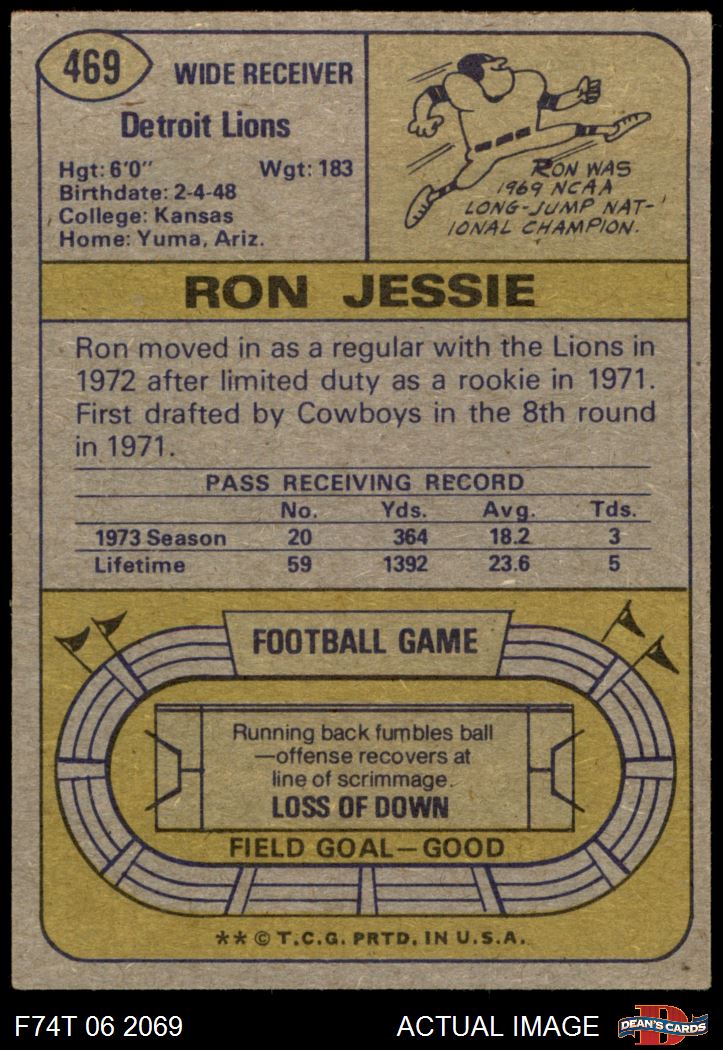 469
WIDE RECEIVER
Detroit Lions
Hgt: 6'0" Wgt: 183
Birthdate: 2-4-48
College: Kansas
Home: Yuma, Ariz.
RON WAS
1969 NCAA
LONG-JUMP NAT-
IONAL CHAMPION.
RON JESSIE
Ron moved in as a regular with the Lions in
1972 after limited duty as a rookie in 1971.
First drafted by Cowboys in the 8th round
in 1971.
PASS RECEIVING RECORD
No. Yds. Avg. Tds.
1973 Season 20 364 18.2 3
Lifetime 59 1392 23.6 5
FOOTBALL GAME
Running back fumbles ball
—offense recovers at
line of scrimmage.
LOSS OF DOWN
FIELD GOAL—GOOD
** © T.C.G. PRTD. IN U.S.A.
F74T 06 2069 ACTUAL IMAGE
D
DEAN'S CARDS